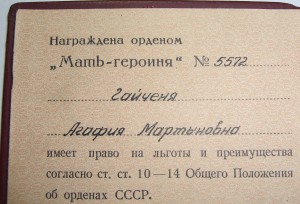 Награждена орденом
„Мать-героиня“ № 5572
Гайченя
Агафия Мартыновна
имеет право на льготы и преимущества
согласно ст. ст. 10—14 Общего Положения
об орденах СССР.